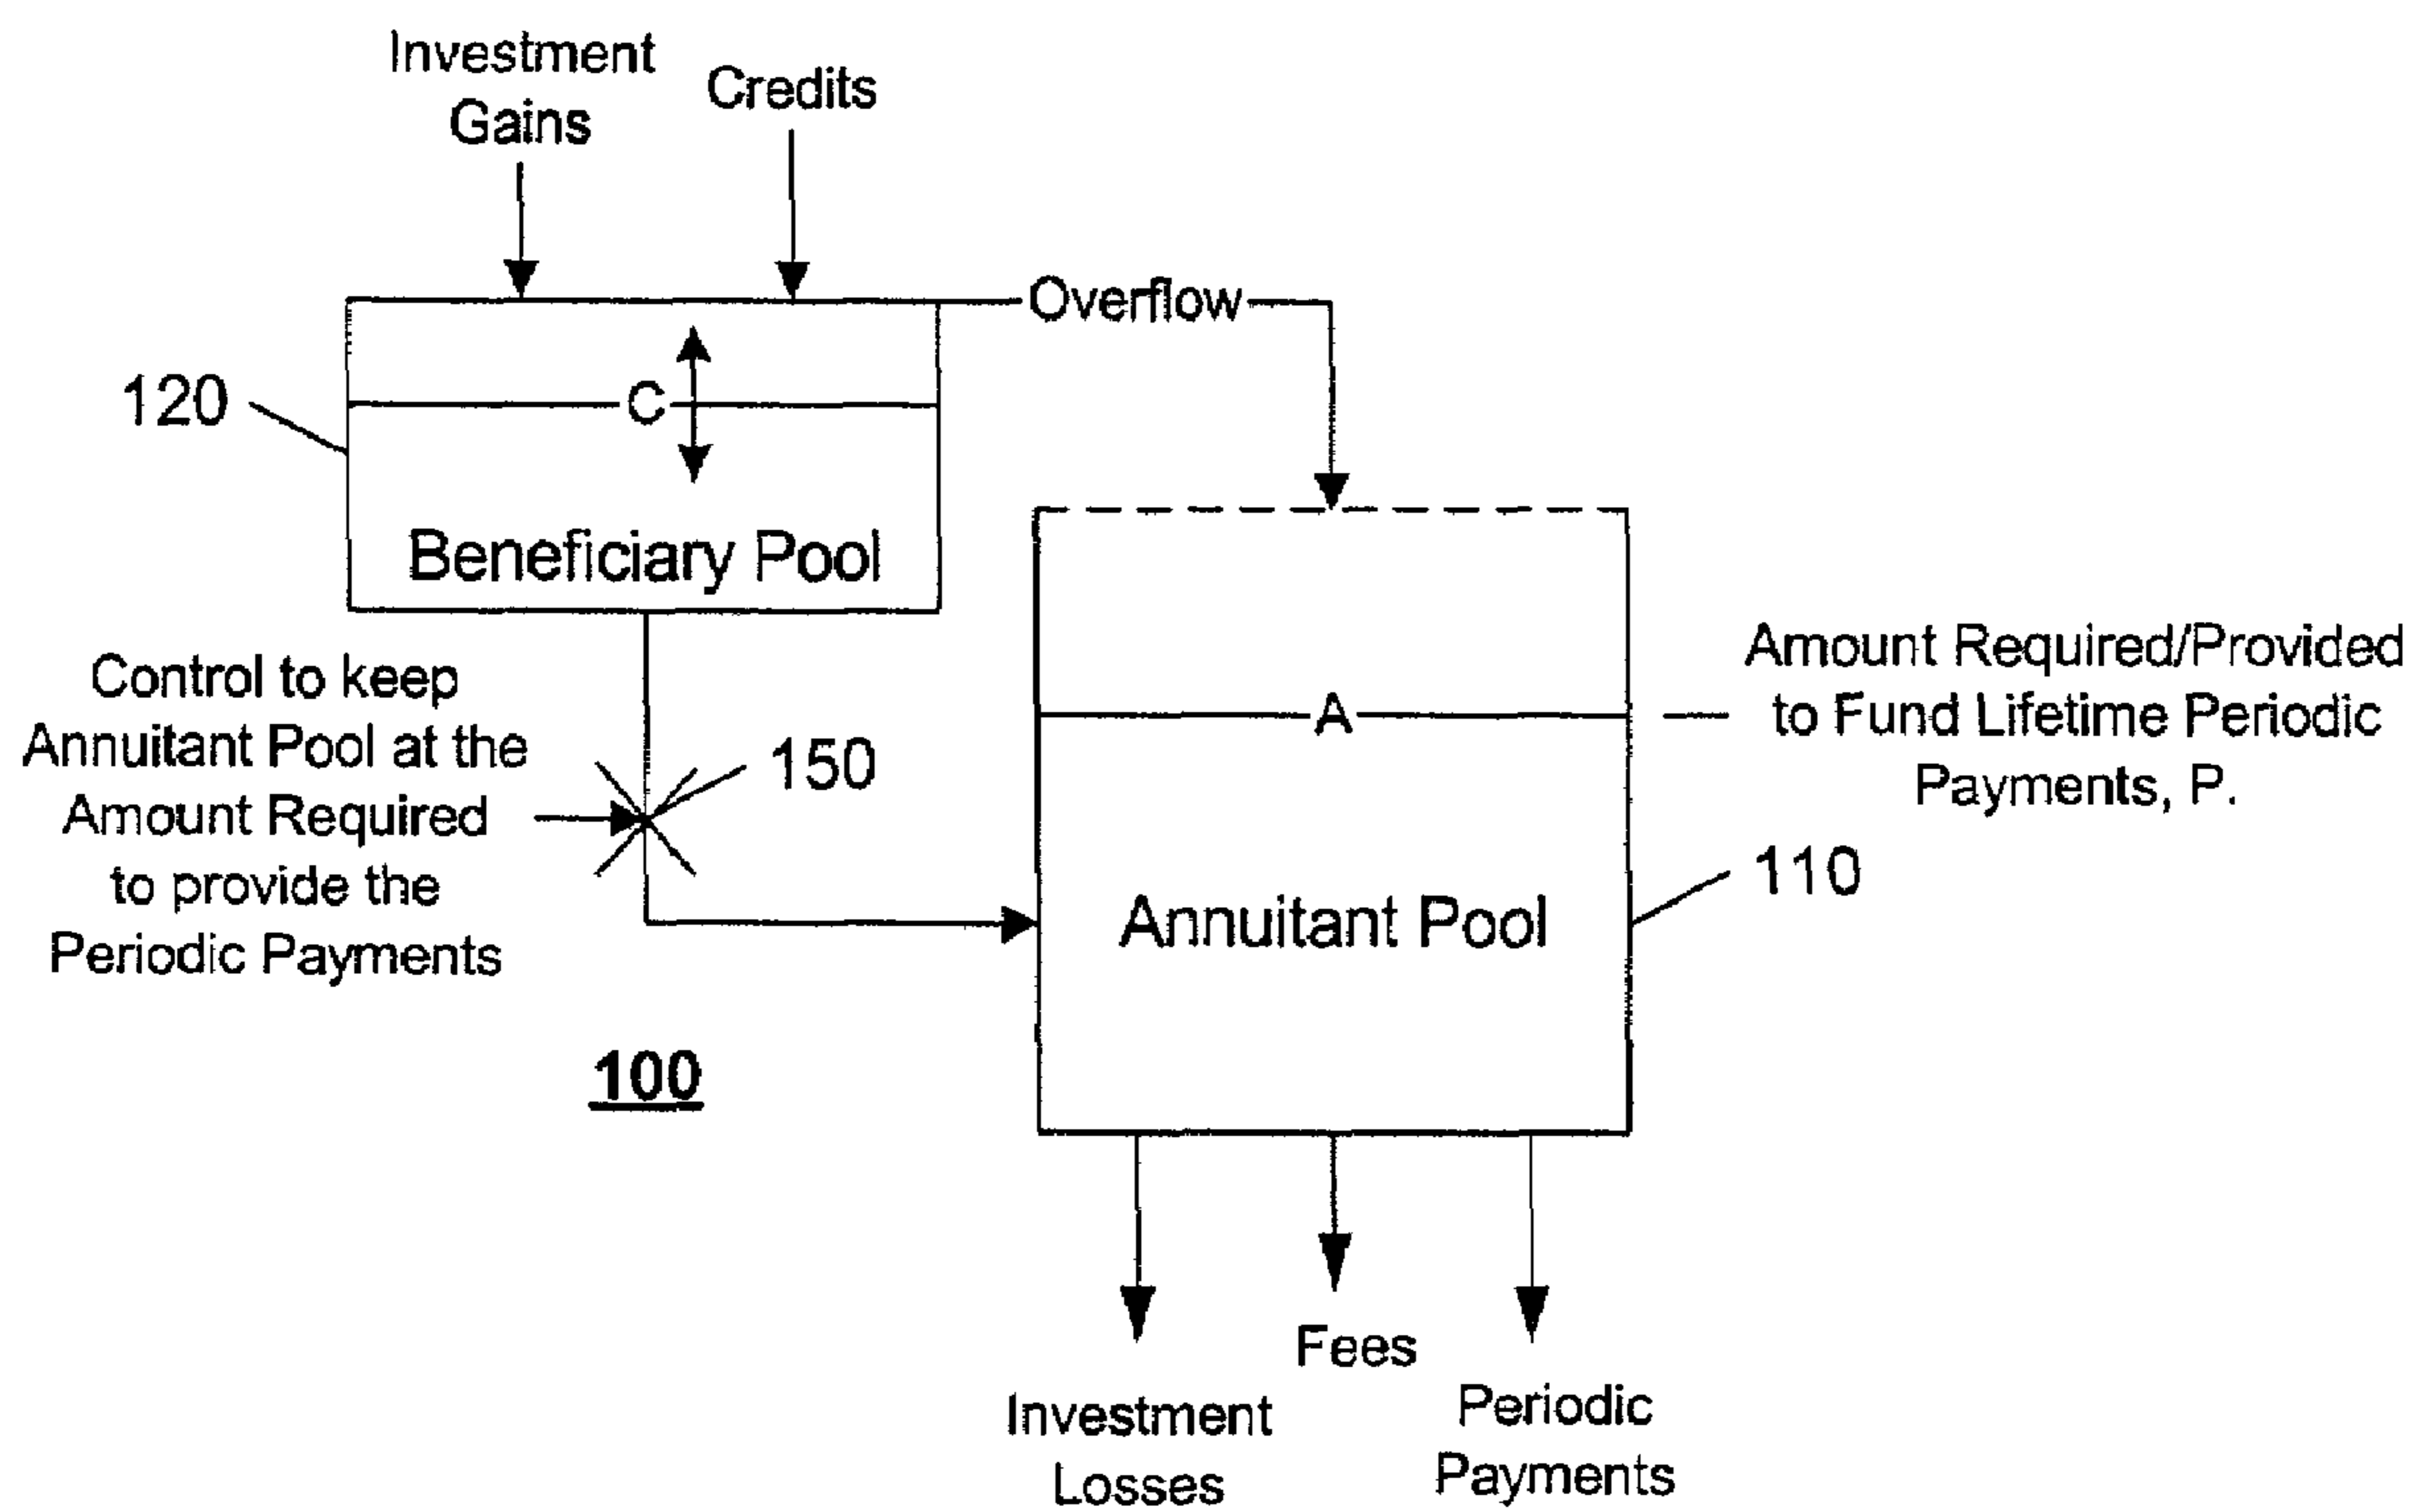 Investment
Gains
Credits
Overflow
120
C
Beneficiary Pool
Control to keep
Annuitant Pool at the
Amount Required
to provide the
Periodic Payments
150
A
Amount Required/Provided
to Fund Lifetime Periodic
Payments, P.
110
Annuitant Pool
100
Investment
Losses
Fees
Periodic
Payments